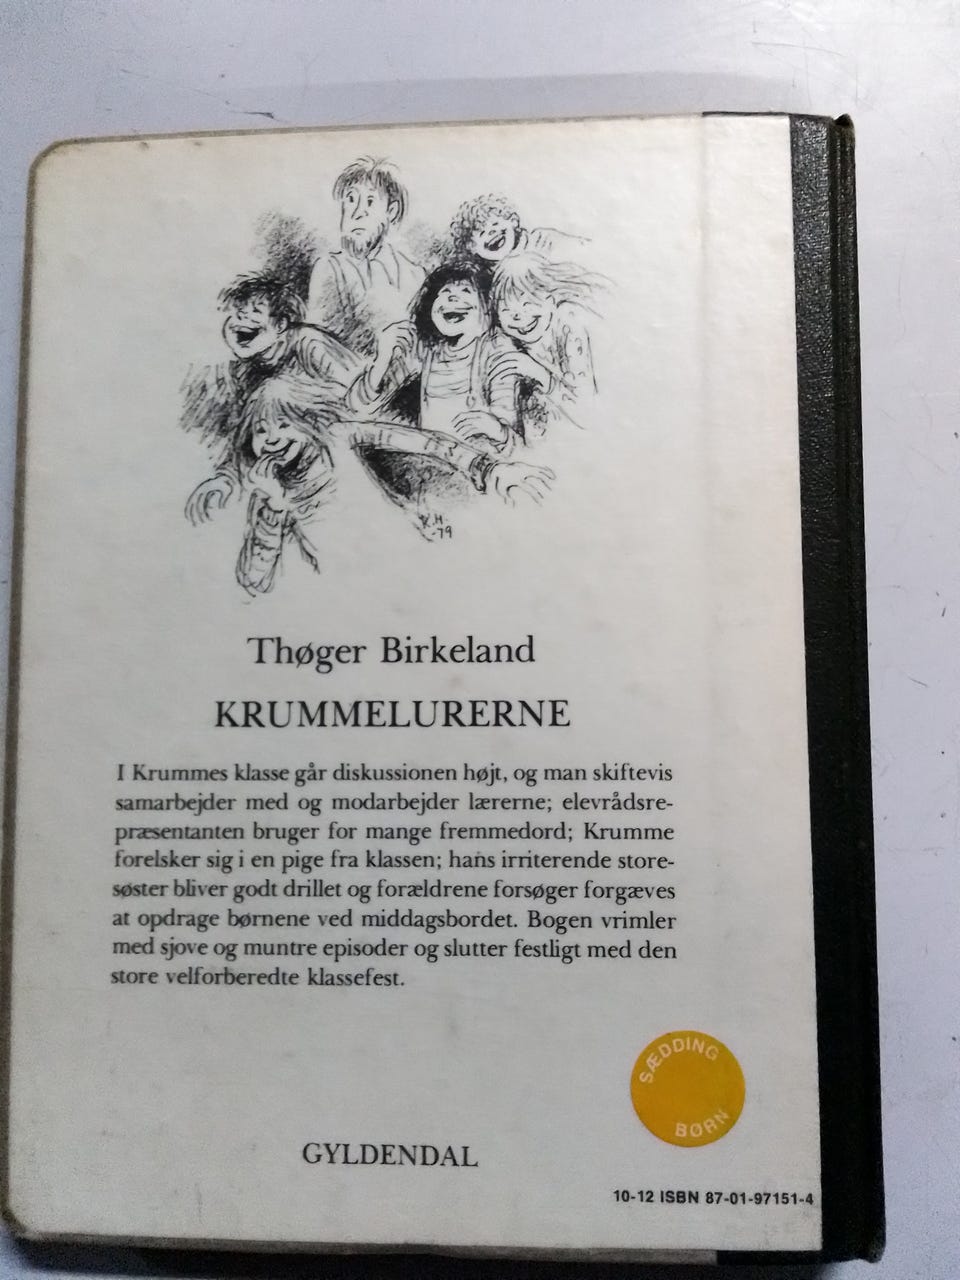 K.H.
-79
Thøger Birkeland
KRUMMELURERNE
I Krummes klasse går diskussionen højt, og man skiftevis
samarbejder med og modarbejder lærerne; elevrådsre-
præsentanten bruger for mange fremmedord; Krumme
forelsker sig i en pige fra klassen; hans irriterende store-
søster bliver godt drillet og forældrene forsøger forgæves
at opdrage børnene ved middagsbordet. Bogen vrimler
med sjove og muntre episoder og slutter festligt med den
store velforberedte klassefest.
SÆDDING
BØRN
GYLDENDAL
10-12 ISBN 87-01-97151-4